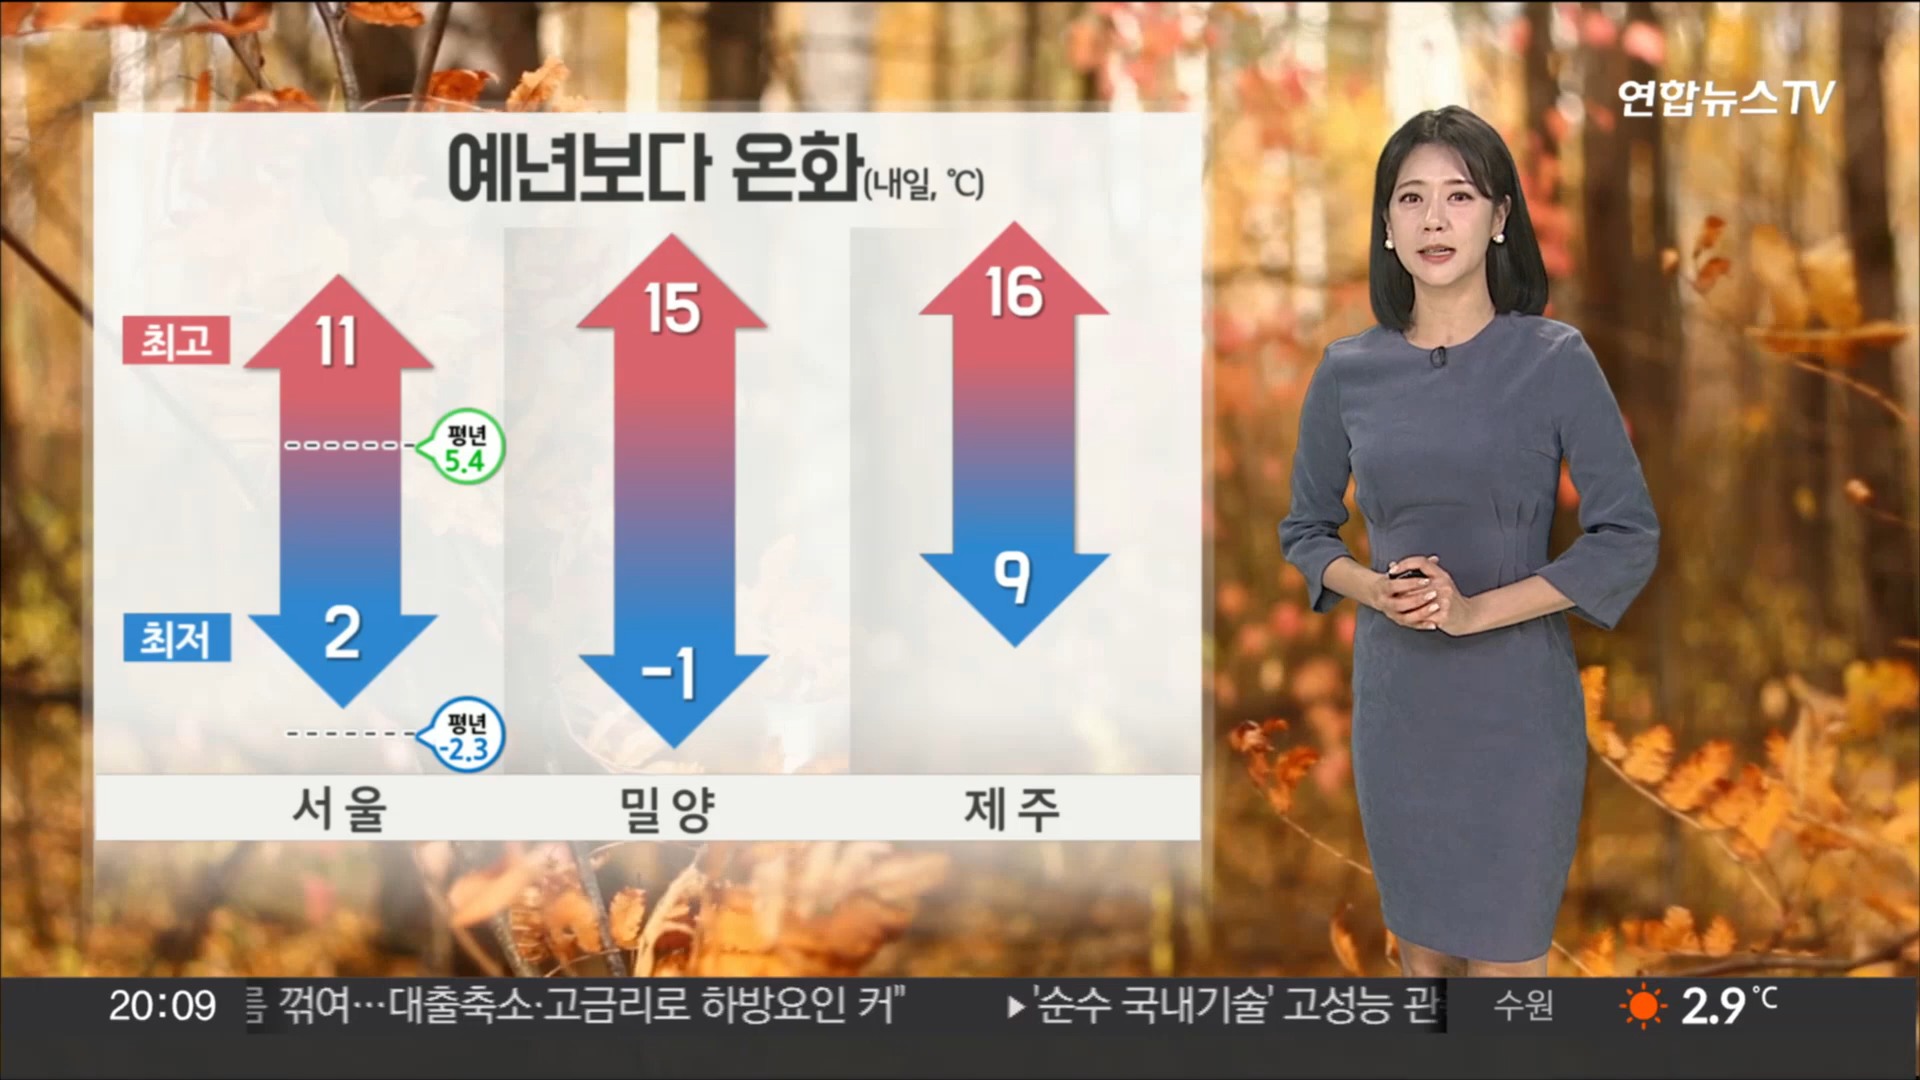 연합뉴스TV
예년보다 온화(내일, ℃)
최고
11
15
16
평년
5.4
최저
2
-1
9
평년
-2.3
서울
밀양
제주
20:09
꺾여…대출축소·고금리로 하방요인 커”
▶'순수 국내기술' 고성능 관
수원
2.9℃